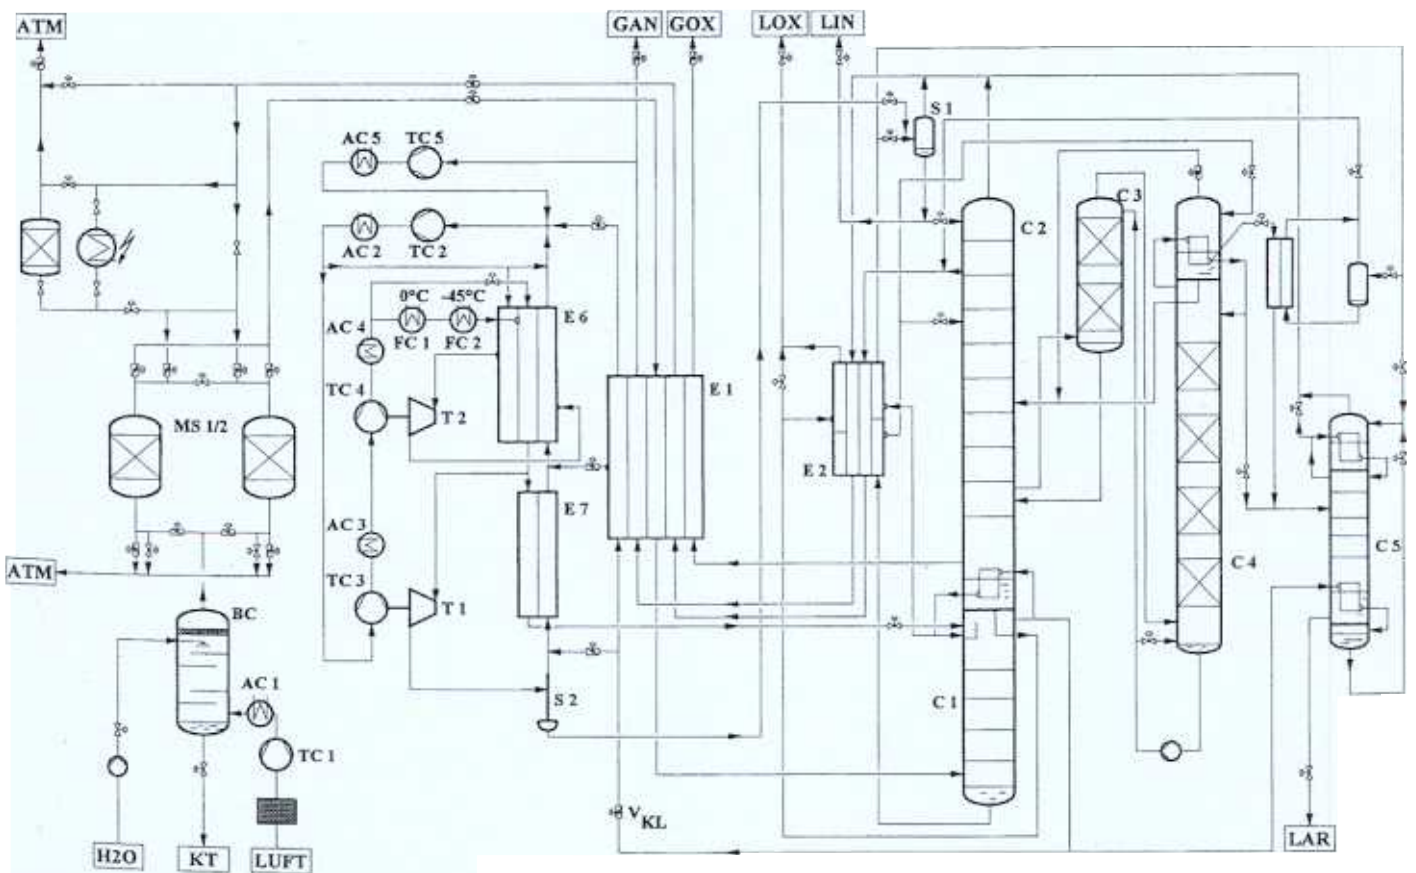 ATM
GAN GOX LOX LIN
S 1
AC 5 TC 5
C 3
C 2
AC 2 TC 2
0°C -45°C
E 6
AC 4 FC 1 FC 2
TC 4
T 2
E 1
MS 1/2
E 2
E 7
AC 3
C 5
C 4
ATM
TC 3
T 1
BC
AC 1
S 2
C 1
TC 1
VKL
H2O KT LUFT LAR